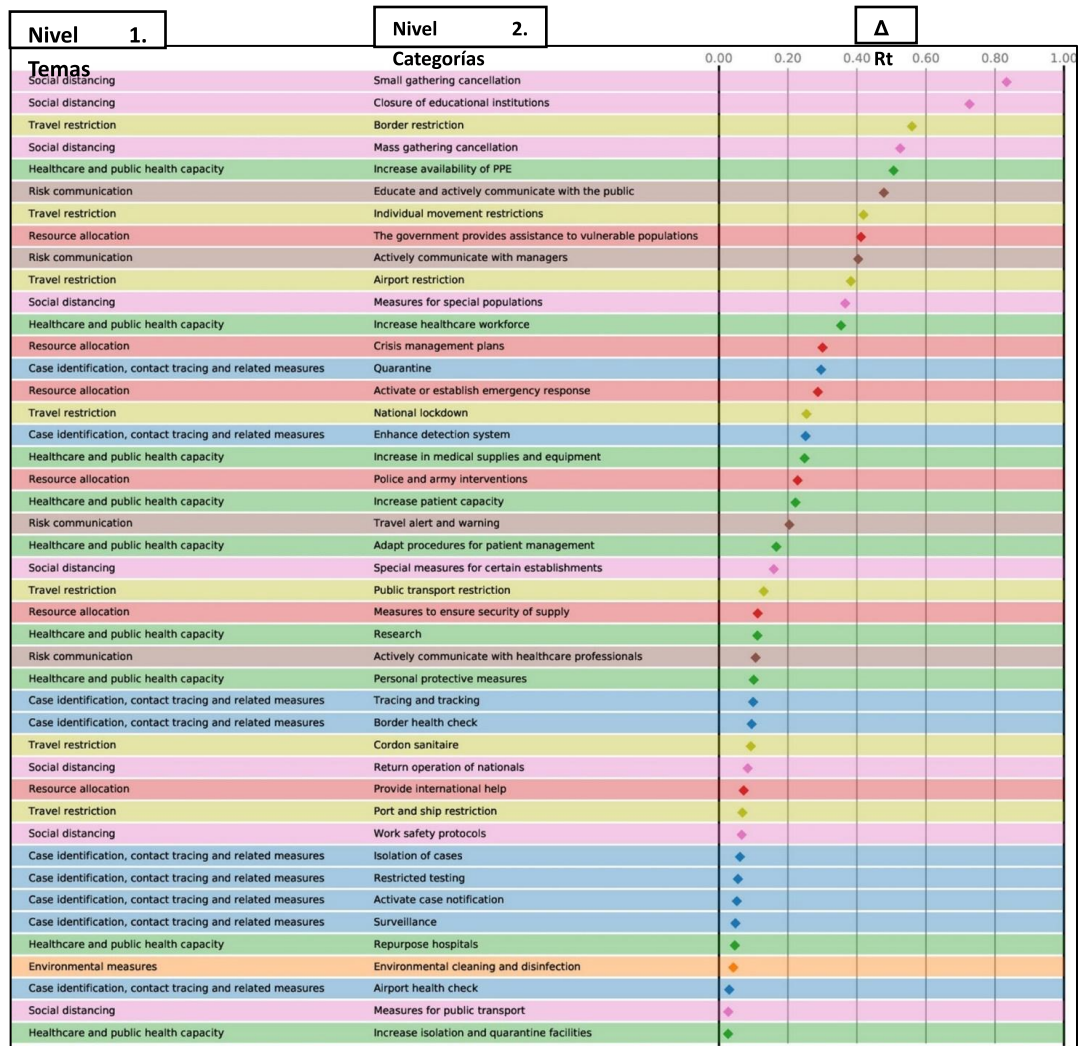 Nivel 1. Nivel 2. Δ
Temas Categorías Rt
0.00 0.20 0.40 0.60 0.80 1.00
Social distancing Small gathering cancellation
Social distancing Closure of educational institutions
Travel restriction Border restriction
Social distancing Mass gathering cancellation
Healthcare and public health capacity Increase availability of PPE
Risk communication Educate and actively communicate with the public
Travel restriction Individual movement restrictions
Resource allocation The government provides assistance to vulnerable populations
Risk communication Actively communicate with managers
Travel restriction Airport restriction
Social distancing Measures for special populations
Healthcare and public health capacity Increase healthcare workforce
Resource allocation Crisis management plans
Case identification, contact tracing and related measures Quarantine
Resource allocation Activate or establish emergency response
Travel restriction National lockdown
Case identification, contact tracing and related measures Enhance detection system
Healthcare and public health capacity Increase in medical supplies and equipment
Resource allocation Police and army interventions
Healthcare and public health capacity Increase patient capacity
Risk communication Travel alert and warning
Healthcare and public health capacity Adapt procedures for patient management
Social distancing Special measures for certain establishments
Travel restriction Public transport restriction
Resource allocation Measures to ensure security of supply
Healthcare and public health capacity Research
Risk communication Actively communicate with healthcare professionals
Healthcare and public health capacity Personal protective measures
Case identification, contact tracing and related measures Tracing and tracking
Case identification, contact tracing and related measures Border health check
Travel restriction Cordon sanitaire
Social distancing Return operation of nationals
Resource allocation Provide international help
Travel restriction Port and ship restriction
Social distancing Work safety protocols
Case identification, contact tracing and related measures Isolation of cases
Case identification, contact tracing and related measures Restricted testing
Case identification, contact tracing and related measures Activate case notification
Case identification, contact tracing and related measures Surveillance
Healthcare and public health capacity Repurpose hospitals
Environmental measures Environmental cleaning and disinfection
Case identification, contact tracing and related measures Airport health check
Social distancing Measures for public transport
Healthcare and public health capacity Increase isolation and quarantine facilities